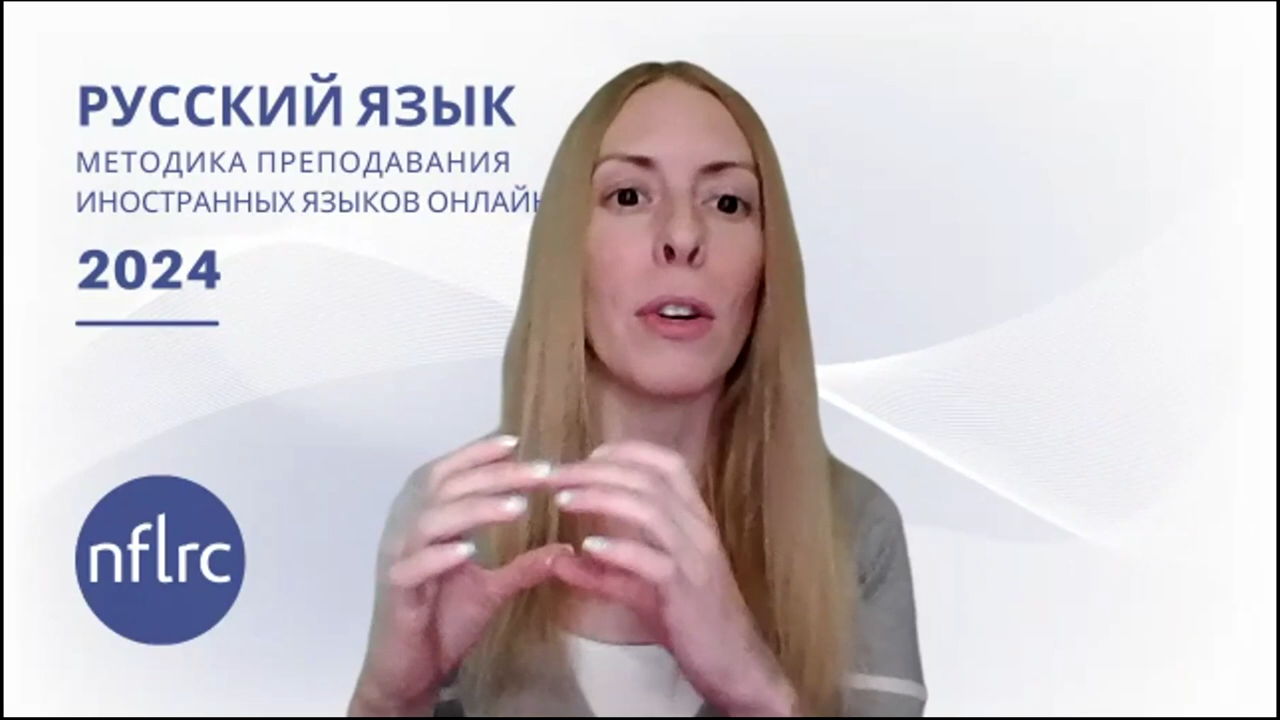 РУССКИЙ ЯЗЫК
МЕТОДИКА ПРЕПОДАВАНИЯ
ИНОСТРАННЫХ ЯЗЫКОВ ОНЛАЙН
2024
nflrc